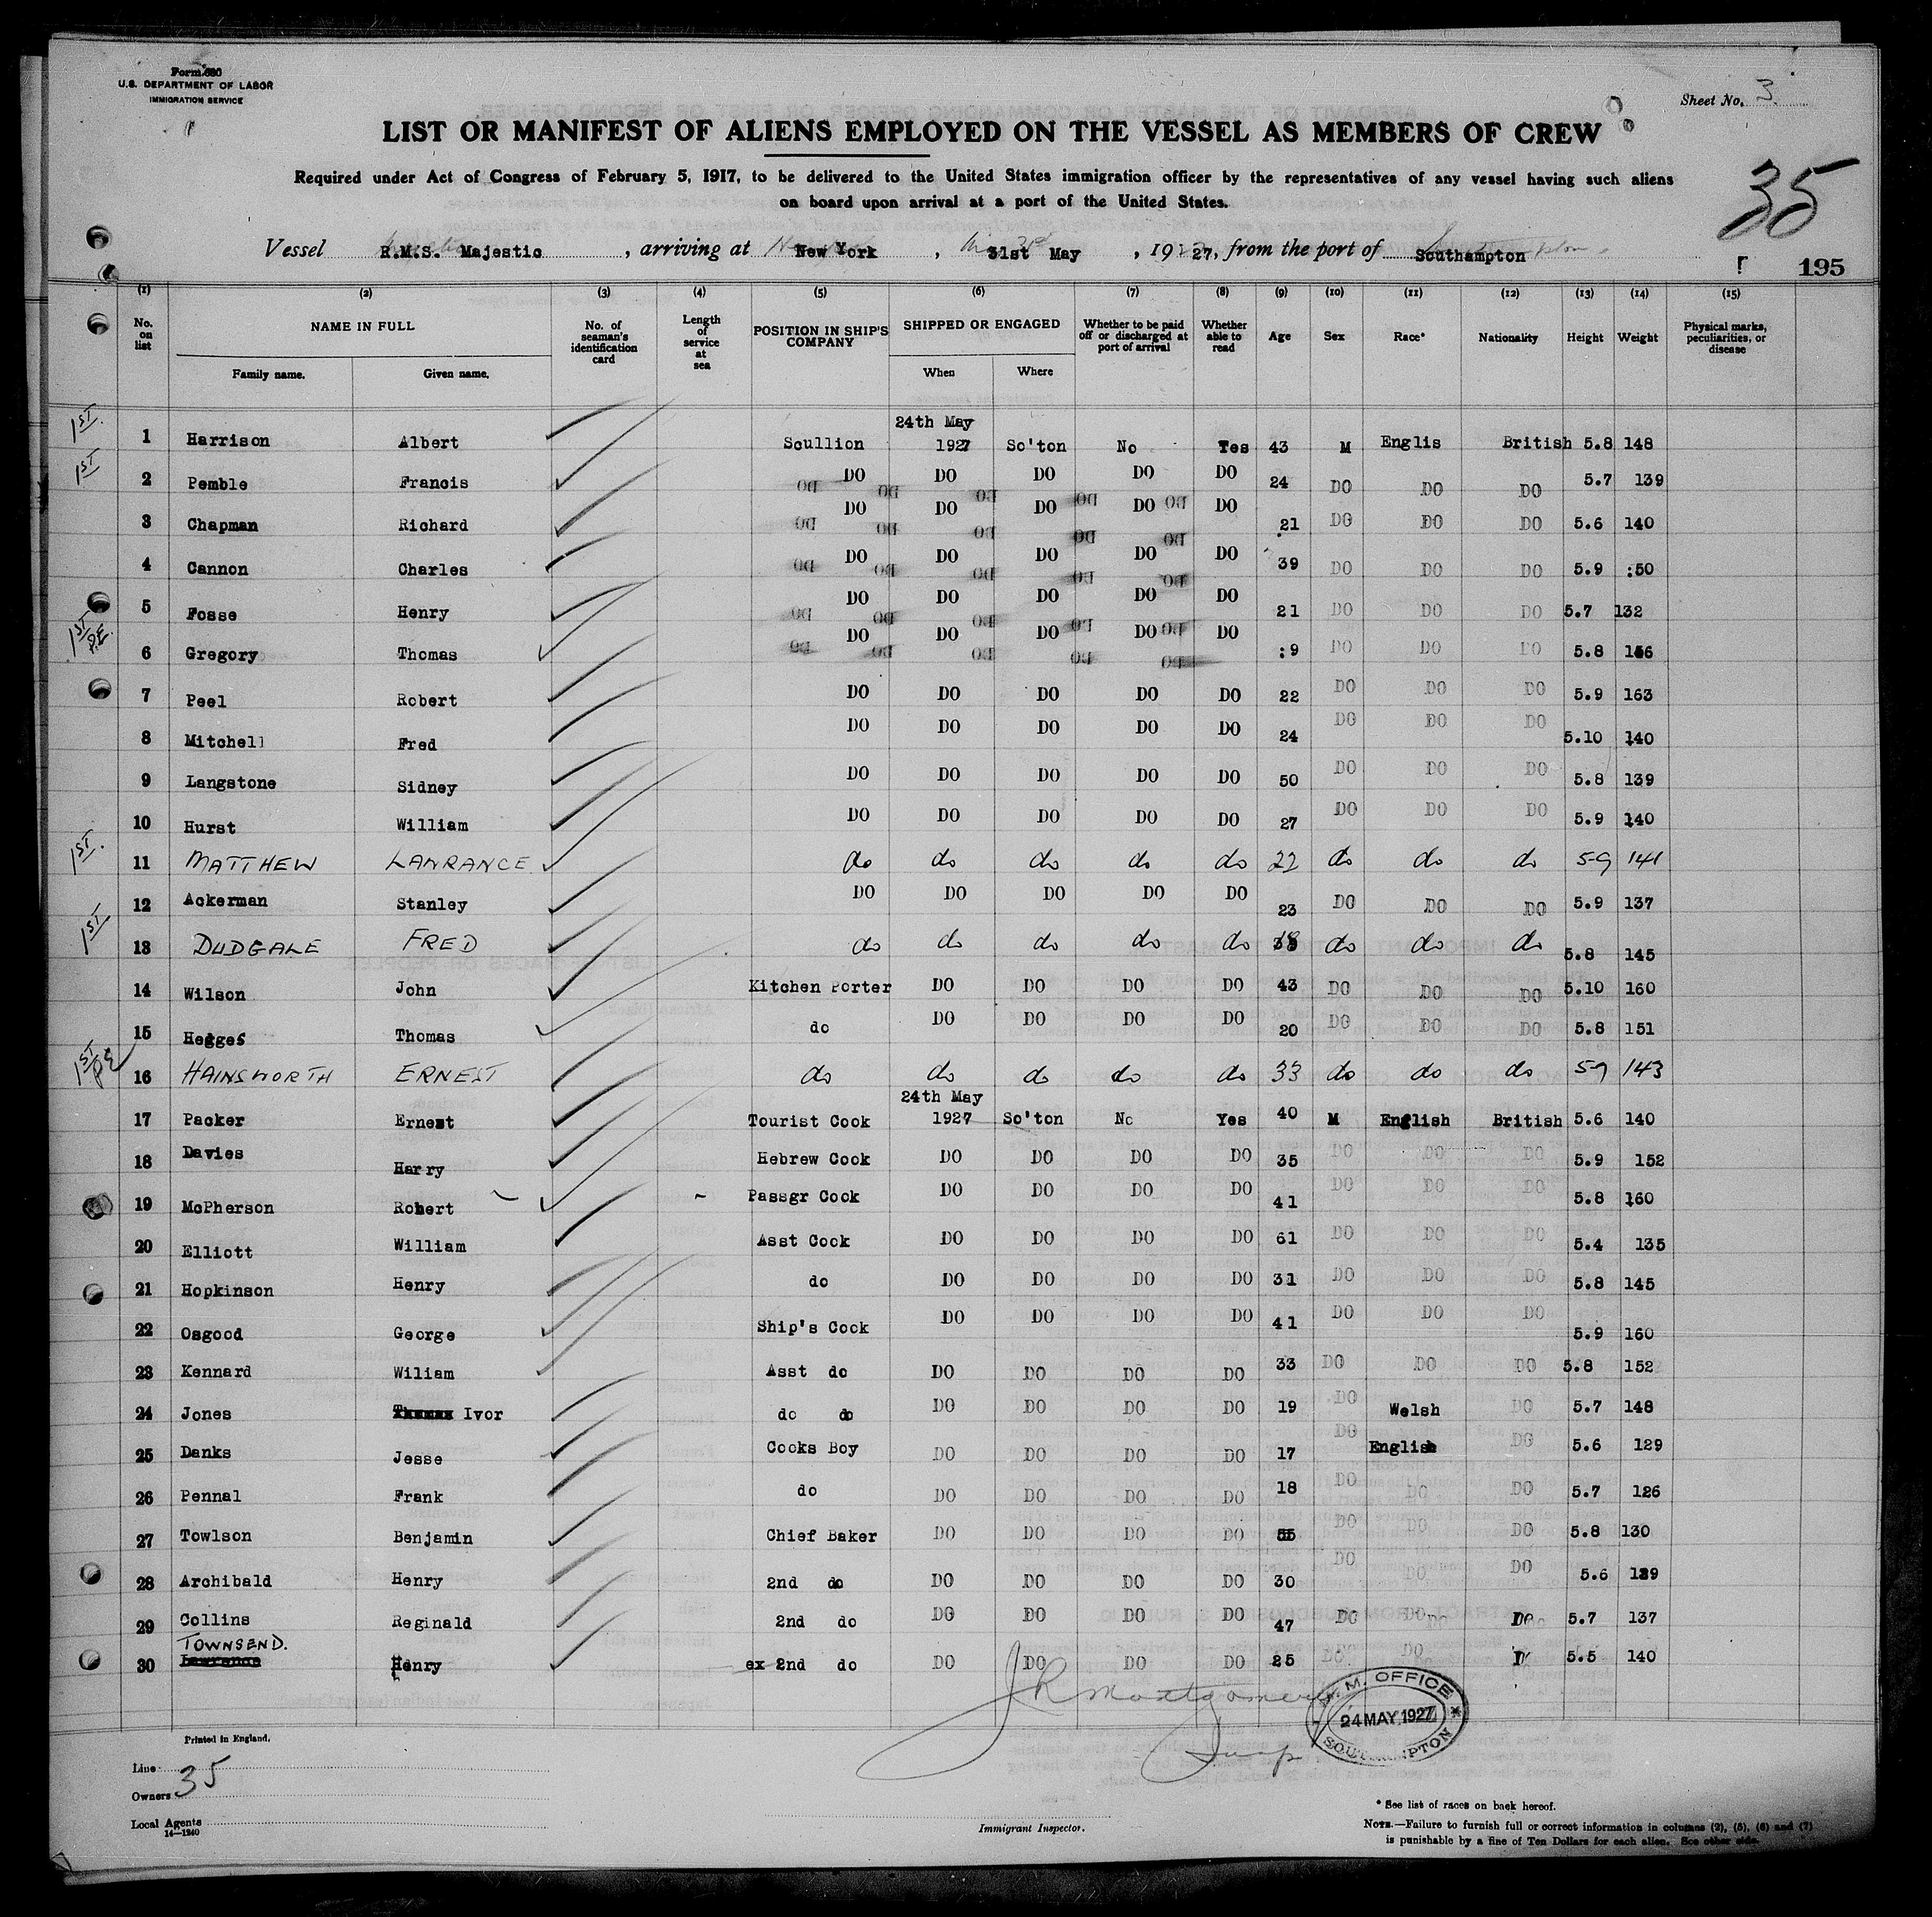 Form 680
U.S. DEPARTMENT OF LABOR
IMMIGRATION SERVICE
Sheet No. 3
LIST OR MANIFEST OF ALIENS EMPLOYED ON THE VESSEL AS MEMBERS OF CREW
Required under Act of Congress of February 5, 1917, to be delivered to the United States immigration officer by the representatives of any vessel having such aliens
on board upon arrival at a port of the United States.
35
Vessel R.M.S. Majestic, arriving at New York, 31st May, 1927, from the port of Southampton
195
(1) (2) (3) (4) (5) (6) (7) (8) (9) (10) (11) (12) (13) (14) (15)
No. on list NAME IN FULL Family name. Given name. No. of seaman's identification card Length of service at sea POSITION IN SHIP'S COMPANY SHIPPED OR ENGAGED When Where Whether to be paid off or discharged at port of arrival Whether able to read Age Sex Race* Nationality Height Weight Physical marks, peculiarities, or disease
1ST. 1 Harrison Albert Scullion 24th May 1927 So'ton No Yes 43 M Englis British 5.8 148
1ST 2 Pemble Francis DO DO DO DO DO 24 DO DO DO 5.7 139
3 Chapman Richard DO DO DO DO DO 21 DO DO DO 5.6 140
4 Cannon Charles DO DO DO DO DO 39 DO DO DO 5.9 :50
5 Fosse Henry DO DO DO DO DO 21 DO DO DO 5.7 132
1ST P.E. 6 Gregory Thomas DO DO DO DO DO :9 DO DO DO 5.8 156
7 Peel Robert DO DO DO DO DO 22 DO DO DO 5.9 163
8 Mitchell Fred DO DO DO DO DO 24 DO DO DO 5.10 140
9 Langstone Sidney DO DO DO DO DO 50 DO DO DO 5.8 139
10 Hurst William DO DO DO DO DO 27 DO DO DO 5.9 140
1ST. 11 MATTHEW LAWRANCE do do do do do 22 do do do 5-9 141
12 Ackerman Stanley DO DO DO DO DO 23 DO DO DO 5.9 137
1ST 13 DUDGALE FRED do do do do do do do do 5.8 145
14 Wilson John Kitchen Porter DO DO DO DO 43 DO DO DO 5.10 160
15 Hegges Thomas do DO DO DO DO 20 DO DO DO 5.8 151
1ST PE 16 HAINSWORTH ERNEST do do do do do 33 do do do 5-7 143
17 Packer Ernest Tourist Cook 24th May 1927 So'ton No Yes 40 M English British 5.6 140
18 Davies Harry Hebrew Cook DO DO DO DO 35 DO DO DO 5.9 152
19 McPherson Robert Passgr Cook DO DO DO DO 41 DO DO DO 5.8 160
20 Elliott William Asst Cook DO DO DO DO 61 DO DO DO 5.4 135
21 Hopkinson Henry do DO DO DO DO 31 DO DO DO 5.8 145
22 Osgood George Ship's Cook DO DO DO DO 41 DO DO DO 5.9 160
23 Kennard Wiliam Asst do DO DO DO DO 33 DO DO DO 5.8 152
24 Jones Thomas Ivor do do DO DO DO DO 19 DO Welsh DO 5.7 148
25 Danks Jesse Cooks Boy DO DO DO DO 17 DO English DO 5.6 129
26 Pennal Frank do DO DO DO DO 18 DO DO DO 5.7 126
27 Towlson Benjamin Chief Baker DO DO DO DO 55 DO DO DO 5.8 130
28 Archibald Henry 2nd do DO DO DO DO 30 DO DO DO 5.6 139
29 Collins Reginald 2nd do DO DO DO DO 47 DO DO Do 5.7 137
TOWNSEND.
30 Lawrence Henry ex 2nd do DO DO DO DO 25 DO DO D 5.5 140
JR Montgomery
Supt
M.M. OFFICE
24 MAY 1927
SOUTHAMPTON
Printed in England.
Line
35
Owners
Local Agents
14—1240
Immigrant Inspector.
* See list of races on back hereof.
NOTE.—Failure to furnish full or correct information in columns (2), (5), (6) and (7)
is punishable by a fine of Ten Dollars for each alien. See other side.